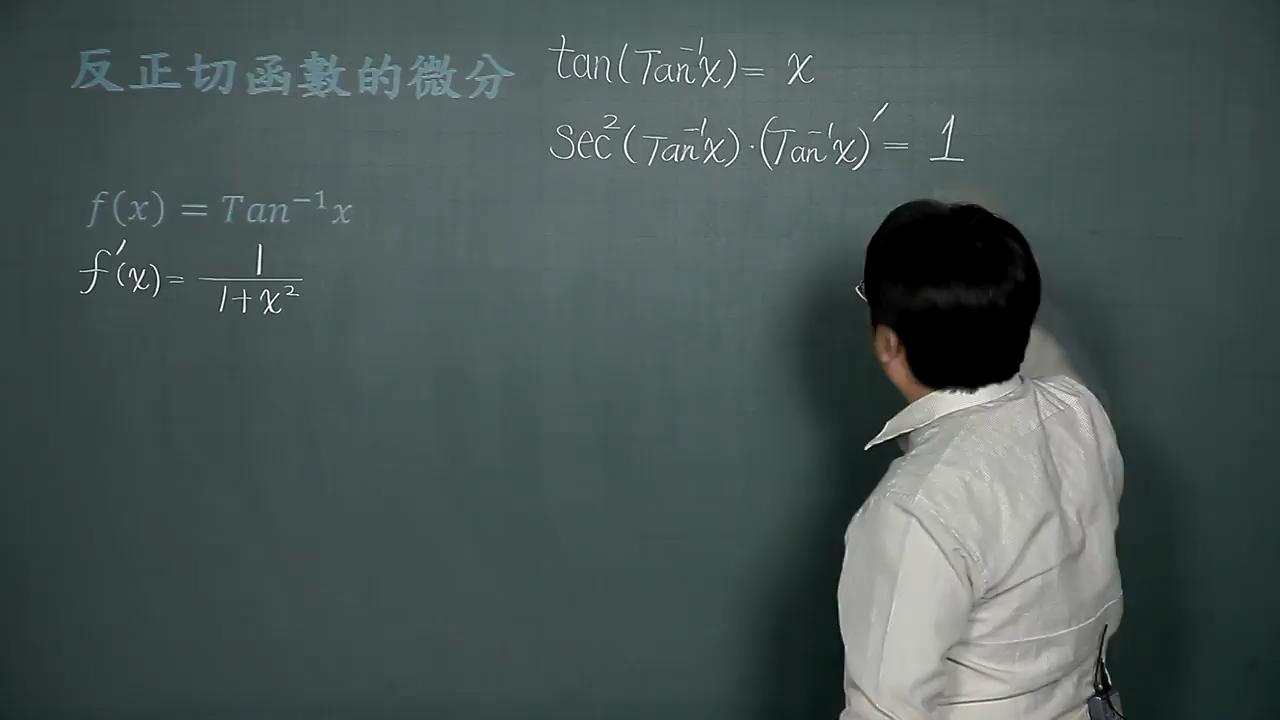 反正切函數的微分
f(x) = Tan⁻¹x
f'(x) = 1/(1+x²)
tan(Tan⁻¹x) = x
sec²(Tan⁻¹x)·(Tan⁻¹x)' = 1